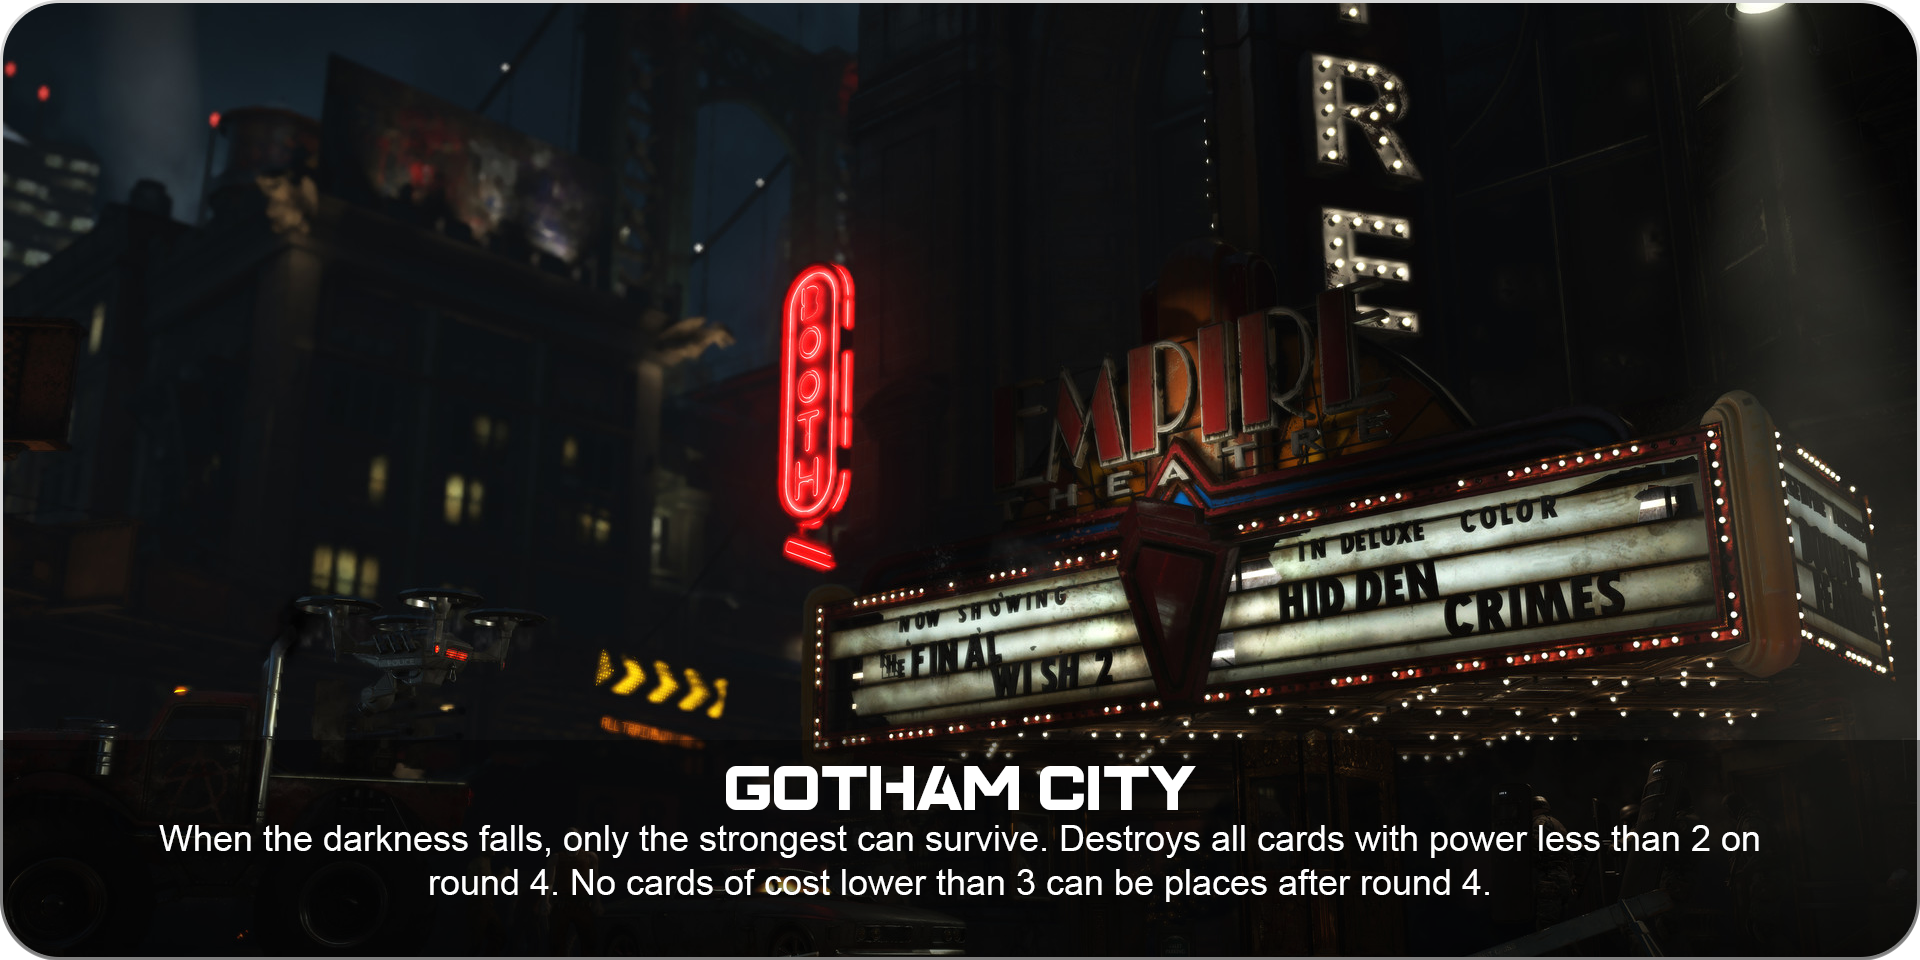 RE
BOOTH
EMPIRE
THEATRE
NOW SHOWING
THE FINAL
WISH 2
IN DELUXE COLOR
HIDDEN
CRIMES
GOTHAM CITY
When the darkness falls, only the strongest can survive. Destroys all cards with power less than 2 on
round 4. No cards of cost lower than 3 can be places after round 4.